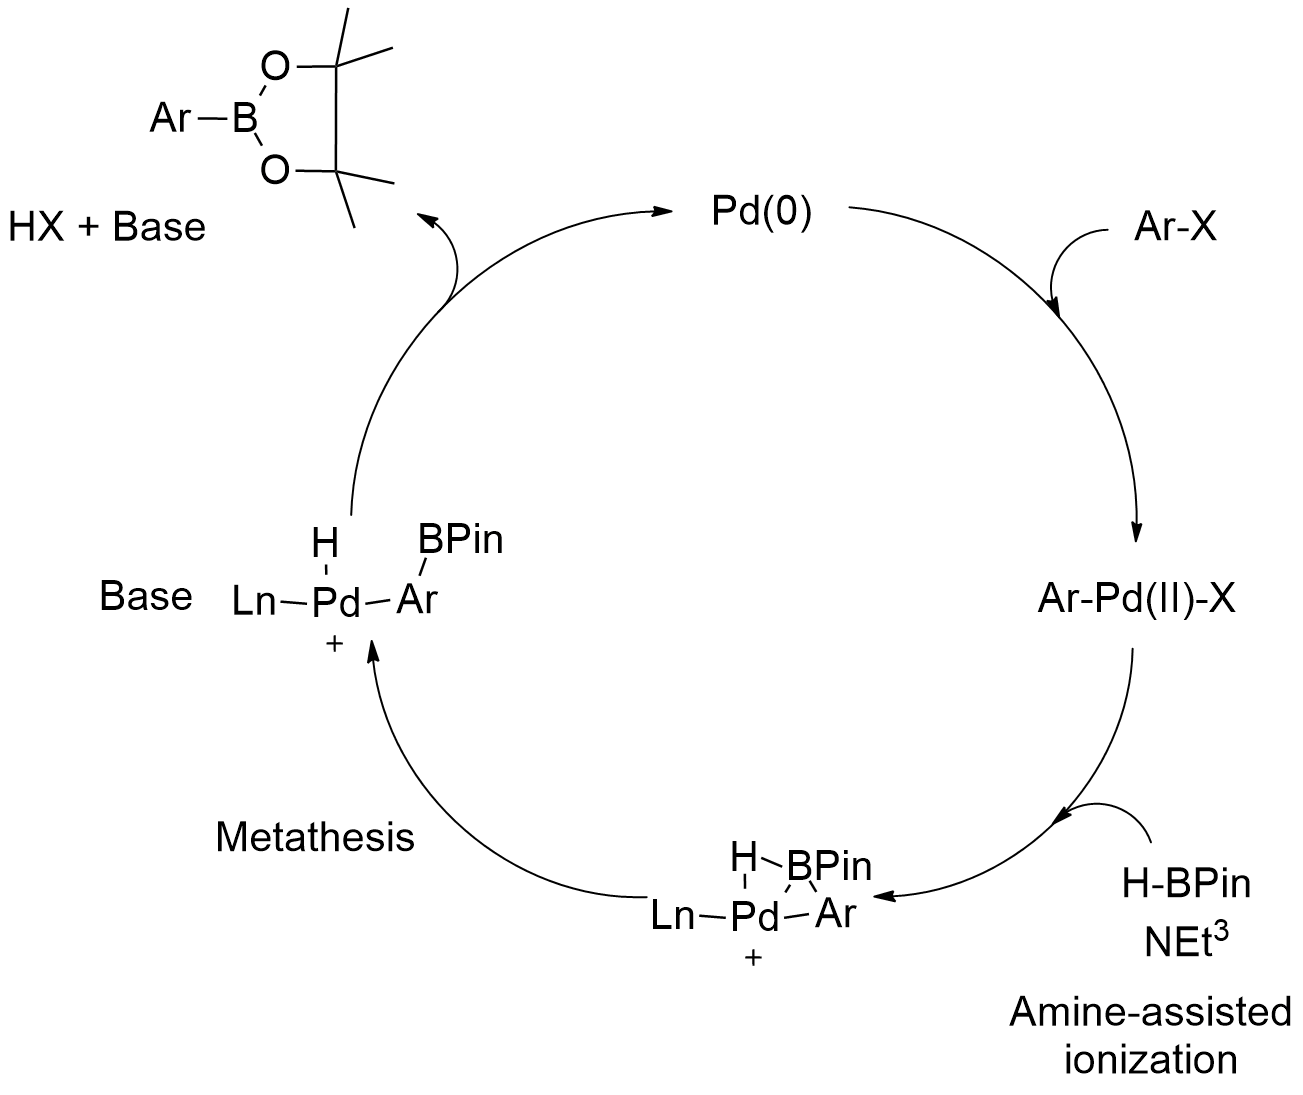 O
Ar B
O
HX + Base
Pd(0)
Ar-X
H
BPin
Base Ln Pd Ar
+
Ar-Pd(II)-X
Metathesis
H BPin
Ln Pd Ar
+
H-BPin
NEt³
Amine-assisted
ionization